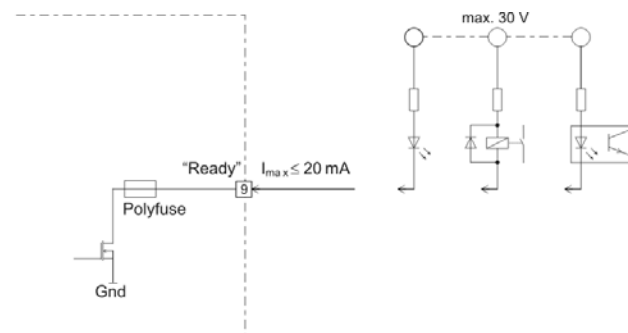 max. 30 V
"Ready"
Imax ≤ 20 mA
9
Polyfuse
Gnd